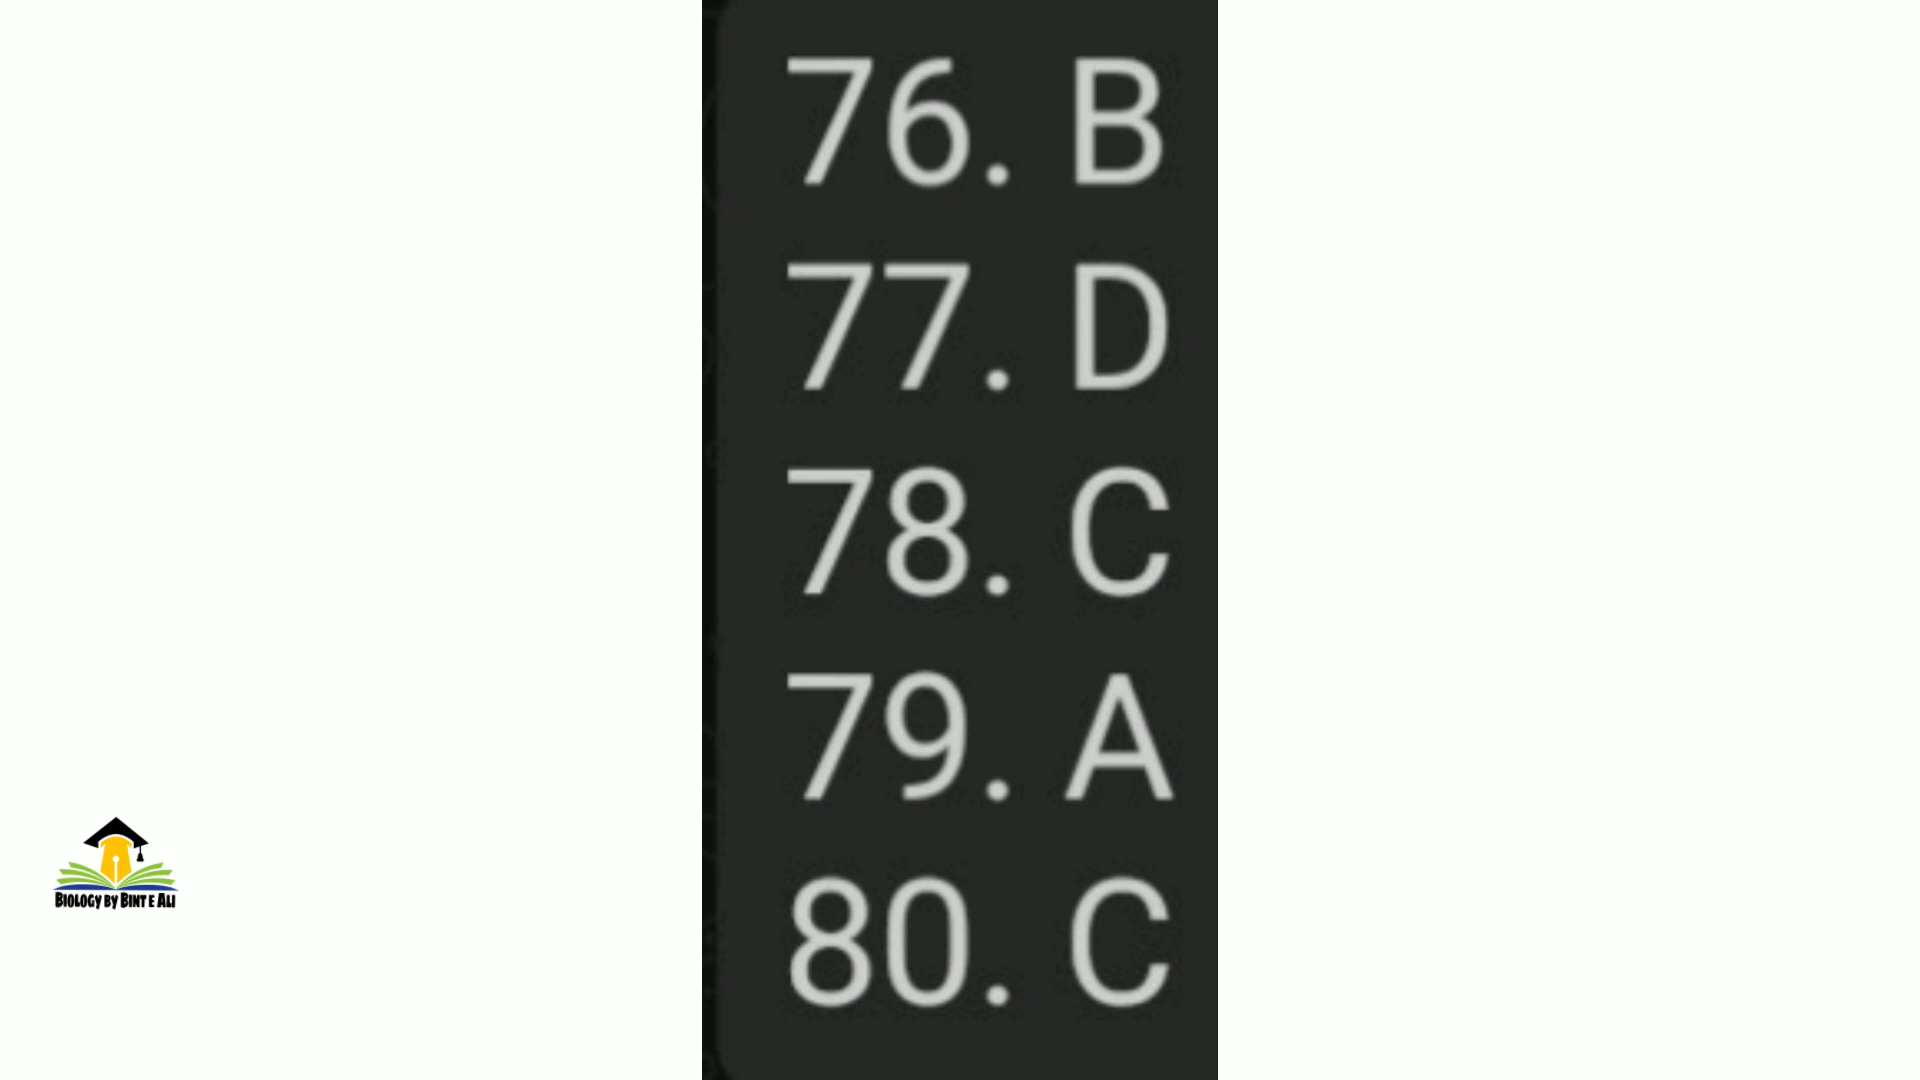 76. B
77. D
78. C
79. A
80. C
BIOLOGY BY BINT E ALI